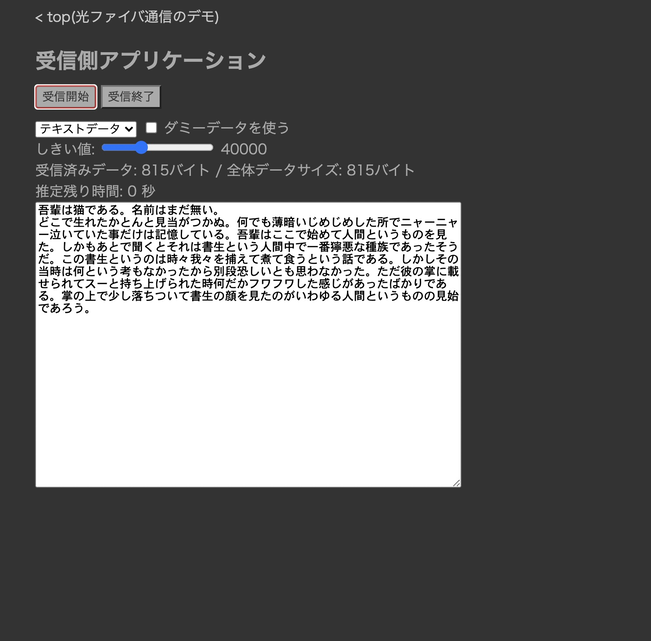 < top(光ファイバ通信のデモ)
受信側アプリケーション
受信開始 受信終了
テキストデータ ダミーデータを使う
しきい値: 40000
受信済みデータ: 815バイト / 全体データサイズ: 815バイト
推定残り時間: 0 秒
吾輩は猫である。名前はまだ無い。
どこで生れたかとんと見当がつかぬ。何でも薄暗いじめじめした所でニャーニャ
ー泣いていた事だけは記憶している。吾輩はここで始めて人間というものを見
た。しかもあとで聞くとそれは書生という人間中で一番獰悪な種族であったそう
だ。この書生というのは時々我々を捕えて煮て食うという話である。しかしその
当時は何という考もなかったから別段恐しいとも思わなかった。ただ彼の掌に載
せられてスーと持ち上げられた時何だかフワフワした感じがあったばかりであ
る。掌の上で少し落ちついて書生の顔を見たのがいわゆる人間というものの見始
であろう。